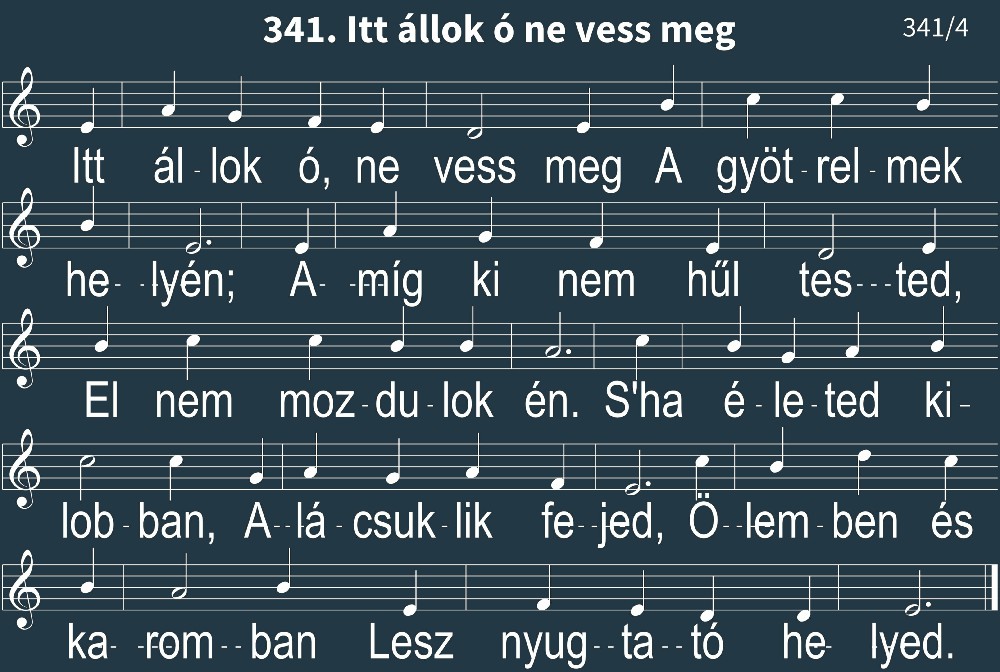 341. Itt állok ó ne vess meg
341/4
Itt ál - lok ó, ne vess meg A gyöt - rel - mek
he- -lyén; A- -míg ki nem hűl tes---ted,
El nem moz - du - lok én. S'ha é - le - ted ki -
lob - ban, A--lá - csuk - lik fe--jed, Ö--lem - ben és
ka- -rom--ban Lesz nyug--ta--tó he- lyed.